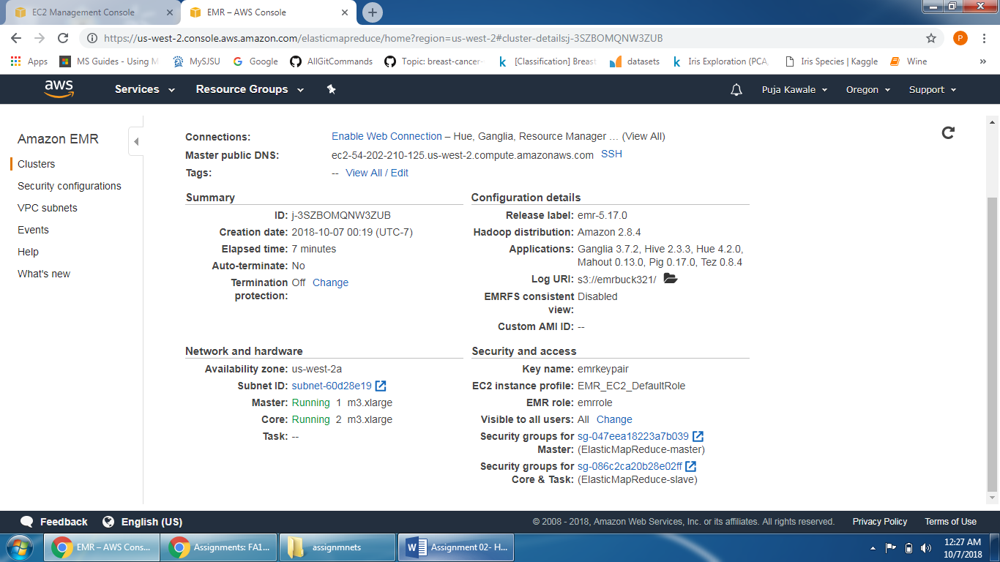 EC2 Management Console
EMR – AWS Console
https://us-west-2.console.aws.amazon.com/elasticmapreduce/home?region=us-west-2#cluster-details:j-3SZBOMQNW3ZUB
P
Apps MS Guides - Using M MySJSU Google AllGitCommands Topic: breast-cancer- [Classification] Breast datasets Iris Exploration (PCA, Iris Species | Kaggle Wine »
aws Services Resource Groups Puja Kawale Oregon Support
Amazon EMR
Clusters
Security configurations
VPC subnets
Events
Help
What's new
Connections: Enable Web Connection – Hue, Ganglia, Resource Manager ... (View All)
Master public DNS: ec2-54-202-210-125.us-west-2.compute.amazonaws.com SSH
Tags: -- View All / Edit
Summary
ID: j-3SZBOMQNW3ZUB
Creation date: 2018-10-07 00:19 (UTC-7)
Elapsed time: 7 minutes
Auto-terminate: No
Termination Off Change
protection:
Configuration details
Release label: emr-5.17.0
Hadoop distribution: Amazon 2.8.4
Applications: Ganglia 3.7.2, Hive 2.3.3, Hue 4.2.0,
Mahout 0.13.0, Pig 0.17.0, Tez 0.8.4
Log URI: s3://emrbuck321/
EMRFS consistent Disabled
view:
Custom AMI ID: --
Network and hardware
Availability zone: us-west-2a
Subnet ID: subnet-60d28e19
Master: Running 1 m3.xlarge
Core: Running 2 m3.xlarge
Task: --
Security and access
Key name: emrkeypair
EC2 instance profile: EMR_EC2_DefaultRole
EMR role: emrrole
Visible to all users: All Change
Security groups for sg-047eea18223a7b039
Master: (ElasticMapReduce-master)
Security groups for sg-086c2ca20b28e02ff
Core & Task: (ElasticMapReduce-slave)
Feedback English (US) © 2008 - 2018, Amazon Web Services, Inc. or its affiliates. All rights reserved. Privacy Policy Terms of Use
EMR – AWS Cons... Assignments: FA1... assignmnets Assignment 02- H... 12:27 AM
10/7/2018